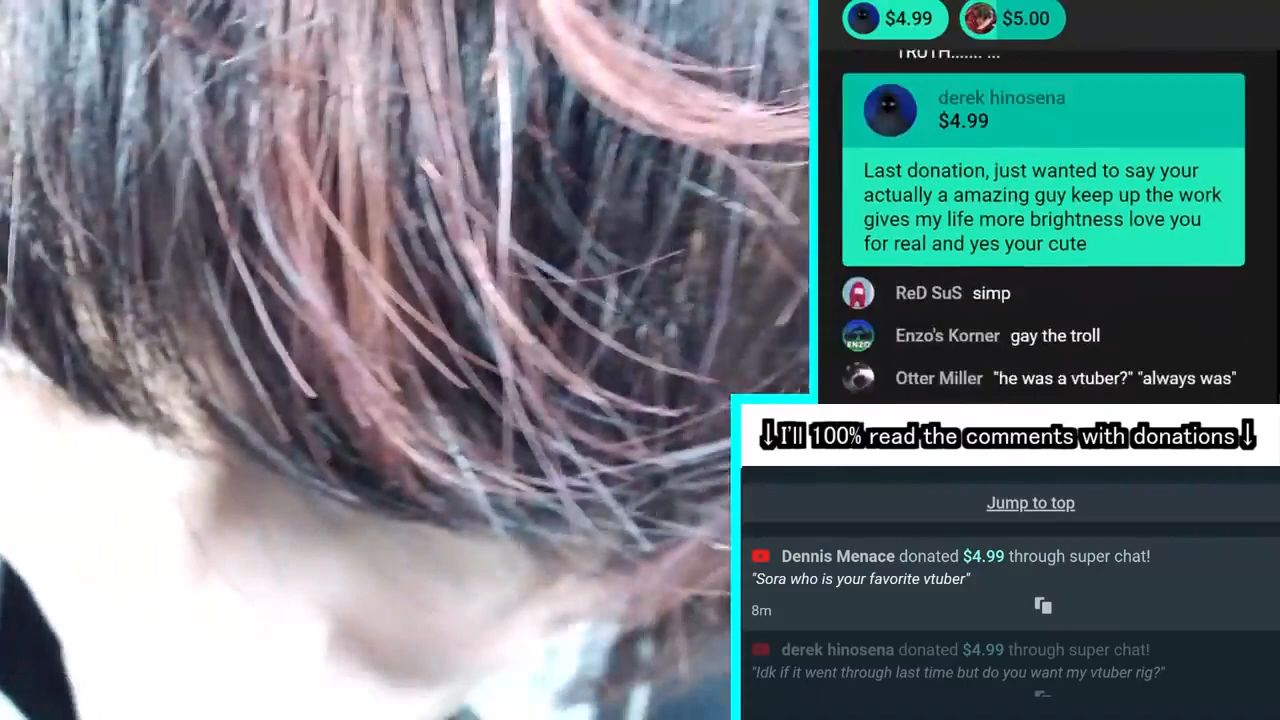 $4.99 $5.00
TRUTH....... ...
derek hinosena
$4.99
Last donation, just wanted to say your
actually a amazing guy keep up the work
gives my life more brightness love you
for real and yes your cute
ReD SuS simp
Enzo's Korner gay the troll
ENZO
Otter Miller "he was a vtuber?" "always was"
↓I'll 100% read the comments with donations↓
Jump to top
Dennis Menace donated $4.99 through super chat!
"Sora who is your favorite vtuber"
8m
derek hinosena donated $4.99 through super chat!
"Idk if it went through last time but do you want my vtuber rig?"